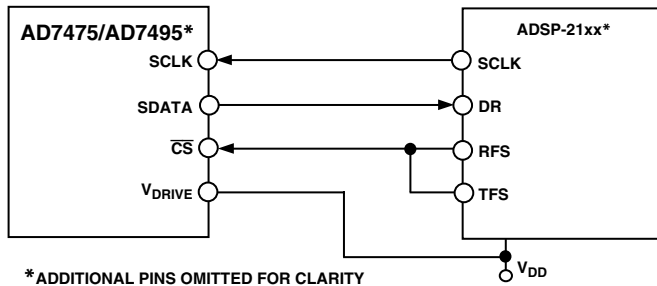 AD7475/AD7495*
SCLK
SDATA
CS
VDRIVE
ADSP-21xx*
SCLK
DR
RFS
TFS
VDD
*ADDITIONAL PINS OMITTED FOR CLARITY